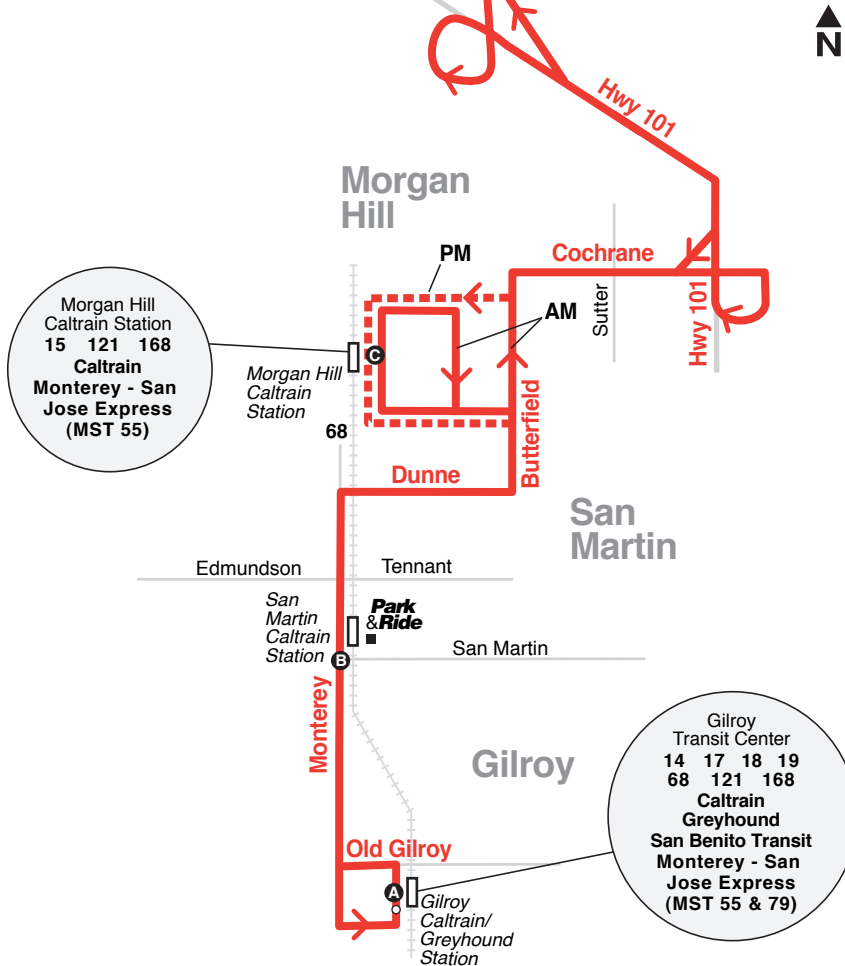 N
Hwy 101
Morgan
Hill
PM
Cochrane
AM
Sutter
Hwy 101
Morgan Hill
Caltrain Station
15 121 168
Caltrain
Monterey - San
Jose Express
(MST 55)
C
Morgan Hill
Caltrain
Station
68
Butterfield
Dunne
San
Martin
Edmundson
Tennant
San
Martin
Caltrain
Station
Park
&Ride
B
San Martin
Monterey
Gilroy
Gilroy
Transit Center
14 17 18 19
68 121 168
Caltrain
Greyhound
San Benito Transit
Monterey - San
Jose Express
(MST 55 & 79)
Old Gilroy
A
Gilroy
Caltrain/
Greyhound
Station